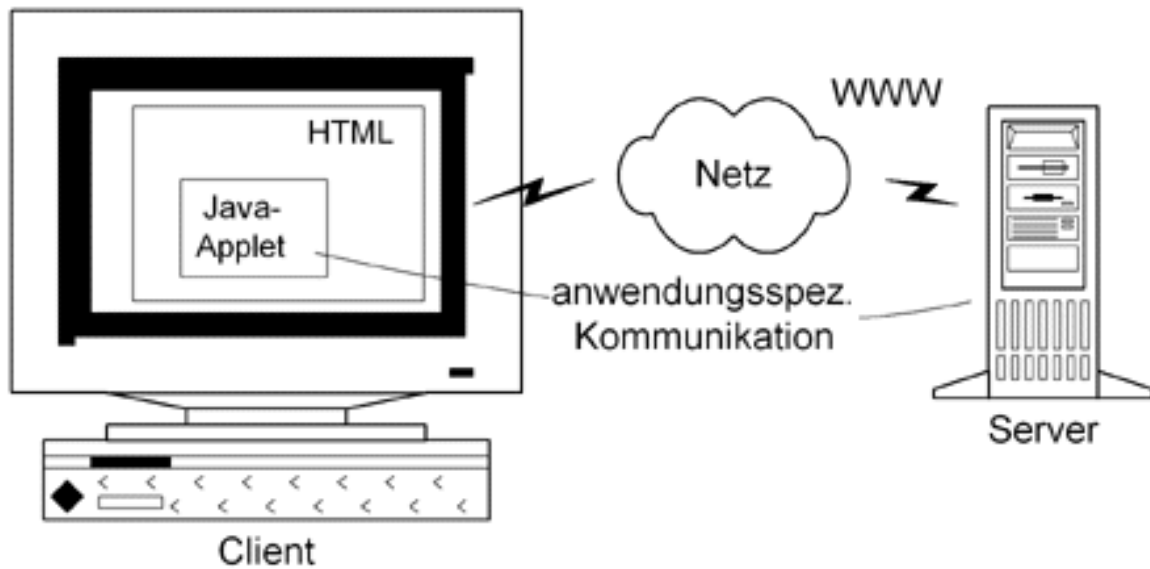 WWW
HTML
Netz
Java-
Applet
anwendungsspez.
Kommunikation
Server
Client